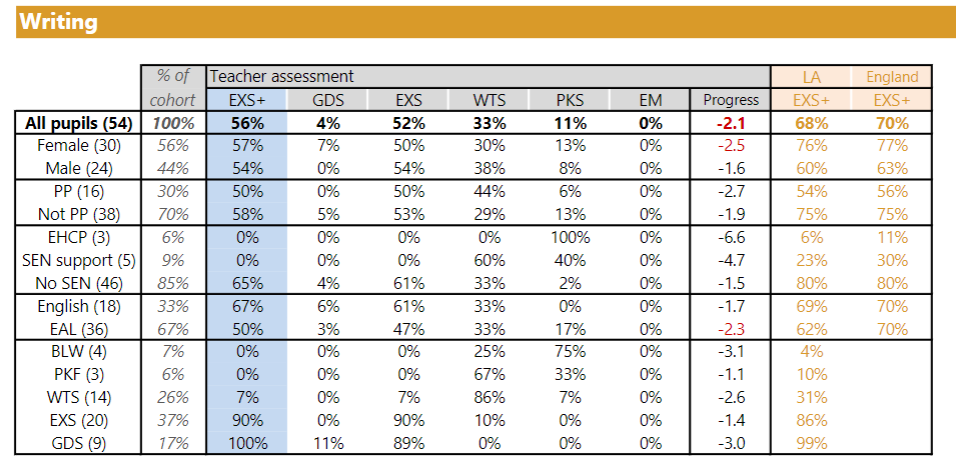 Writing
% of Teacher assessment LA England
cohort EXS+ GDS EXS WTS PKS EM Progress EXS+ EXS+
All pupils (54) 100% 56% 4% 52% 33% 11% 0% -2.1 68% 70%
Female (30) 56% 57% 7% 50% 30% 13% 0% -2.5 76% 77%
Male (24) 44% 54% 0% 54% 38% 8% 0% -1.6 60% 63%
PP (16) 30% 50% 0% 50% 44% 6% 0% -2.7 54% 56%
Not PP (38) 70% 58% 5% 53% 29% 13% 0% -1.9 75% 75%
EHCP (3) 6% 0% 0% 0% 0% 100% 0% -6.6 6% 11%
SEN support (5) 9% 0% 0% 0% 60% 40% 0% -4.7 23% 30%
No SEN (46) 85% 65% 4% 61% 33% 2% 0% -1.5 80% 80%
English (18) 33% 67% 6% 61% 33% 0% 0% -1.7 69% 70%
EAL (36) 67% 50% 3% 47% 33% 17% 0% -2.3 62% 70%
BLW (4) 7% 0% 0% 0% 25% 75% 0% -3.1 4%
PKF (3) 6% 0% 0% 0% 67% 33% 0% -1.1 10%
WTS (14) 26% 7% 0% 7% 86% 7% 0% -2.6 31%
EXS (20) 37% 90% 0% 90% 10% 0% 0% -1.4 86%
GDS (9) 17% 100% 11% 89% 0% 0% 0% -3.0 99%